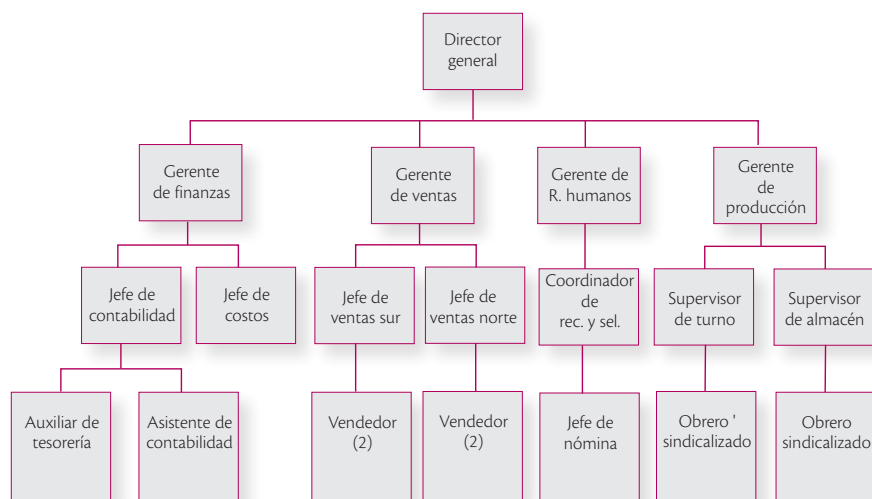 Director
general
Gerente
de finanzas
Gerente
de ventas
Gerente de
R. humanos
Gerente
de
producción
Jefe de
contabilidad
Jefe de
costos
Jefe de
ventas sur
Jefe de
ventas norte
Coordinador
de
rec. y sel.
Supervisor
de turno
Supervisor
de almacén
Auxiliar de
tesorería
Asistente de
contabilidad
Vendedor
(2)
Vendedor
(2)
Jefe de
nómina
Obrero '
sindicalizado
Obrero
sindicalizado